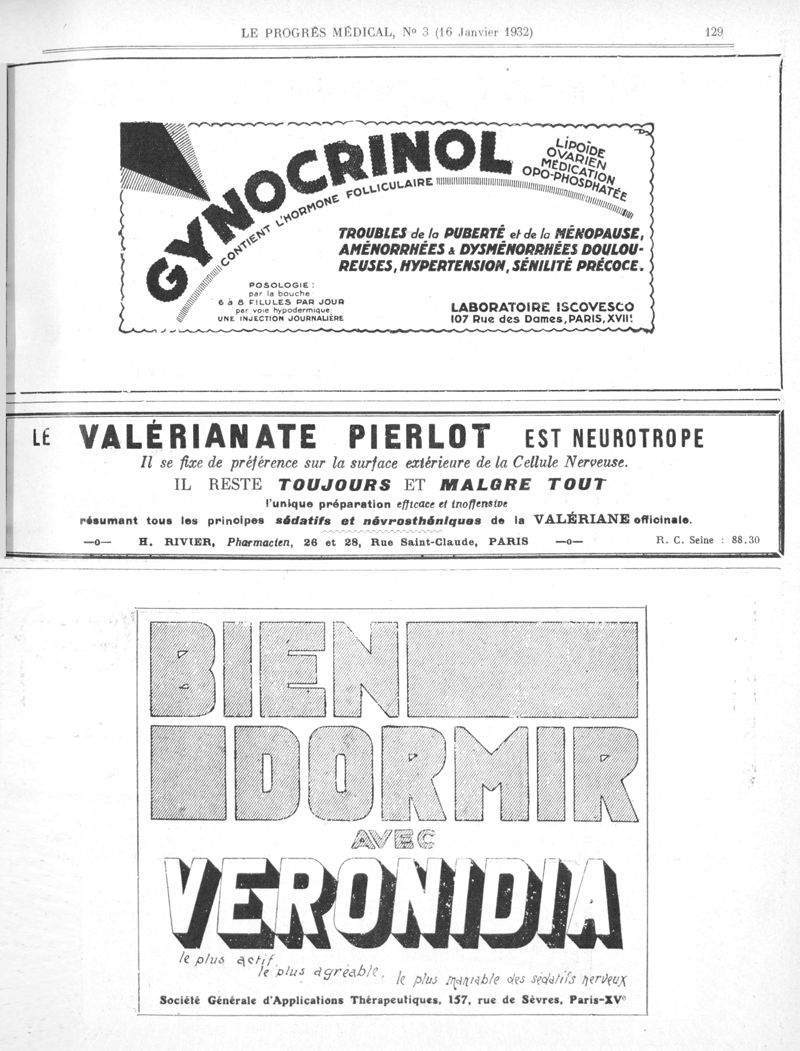 LE PROGRÈS MÉDICAL, Nº 3 (16 Janvier 1932)
129
GYNOCRINOL
CONTIENT L'HORMONE FOLLICULAIRE
LIPOÏDE
OVARIEN
MÉDICATION
OPO-PHOSPHATÉE
TROUBLES de la PUBERTÉ et de la MÉNOPAUSE,
AMÉNORRHÉES & DYSMÉNORRHÉES DOULOU-
REUSES, HYPERTENSION, SÉNILITÉ PRÉCOCE.
POSOLOGIE:
par la bouche:
6 à 8 PILULES PAR JOUR
par voie hypodermique:
UNE INJECTION JOURNALIÈRE
LABORATOIRE ISCOVESCO
107 Rue des Dames, PARIS, XVIIᵉ
LE VALÉRIANATE PIERLOT EST NEUROTROPE
Il se fixe de préférence sur la surface extérieure de la Cellule Nerveuse.
IL RESTE TOUJOURS ET MALGRE TOUT
l'unique préparation efficace et inoffensive
résumant tous les principes sédatifs et névrosthéniques de la VALÉRIANE officinale.
—o— H. RIVIER, Pharmacien, 26 et 28, Rue Saint-Claude, PARIS —o— R. C. Seine : 88.30
BIEN
DORMIR
AVEC
VERONIDIA
le plus actif,
le plus agréable,
le plus maniable des sédatifs nerveux
Société Générale d'Applications Thérapeutiques, 157, rue de Sèvres, Paris-XVᵉ